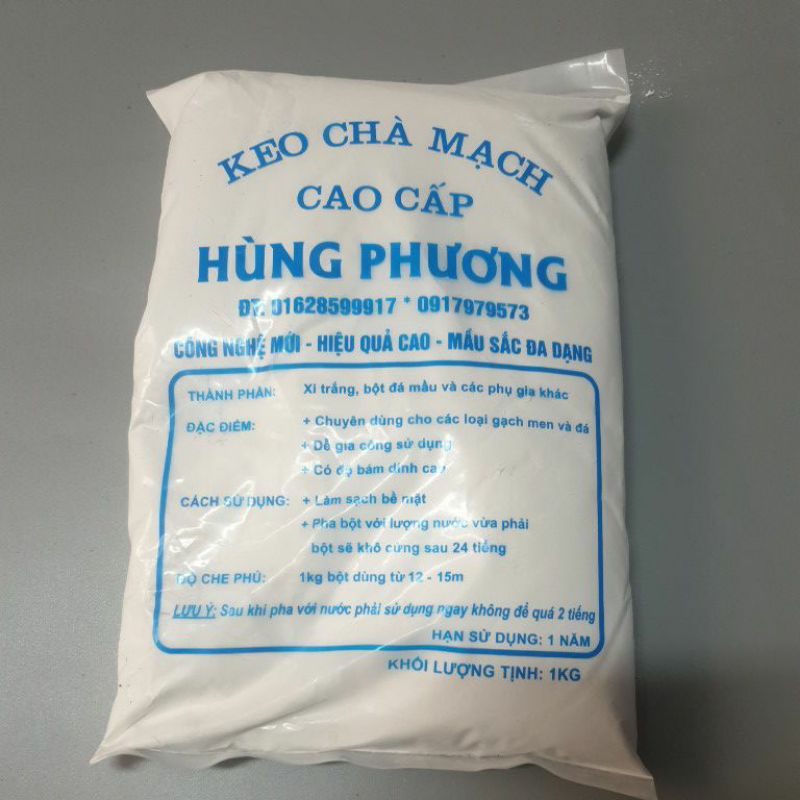 KEO CHÀ MẠCH
CAO CẤP
HÙNG PHƯƠNG
ĐT: 01628599917 * 0917979573
CÔNG NGHỆ MỚI - HIỆU QUẢ CAO - MẦU SẮC ĐA DẠNG
THÀNH PHẦN: Xi trắng, bột đá mầu và các phụ gia khác
ĐẶC ĐIỂM: + Chuyên dùng cho các loại gạch men và đá
+ Dễ gia công sử dụng
+ Có độ bám dính cao
CÁCH SỬ DỤNG: + Làm sạch bề mặt
+ Pha bột với lượng nước vừa phải
bột sẽ khô cứng sau 24 tiếng
ĐỘ CHE PHỦ: 1kg bột dùng từ 12 - 15m
LƯU Ý: Sau khi pha với nước phải sử dụng ngay không để quá 2 tiếng
HẠN SỬ DỤNG: 1 NĂM
KHỐI LƯỢNG TỊNH: 1KG